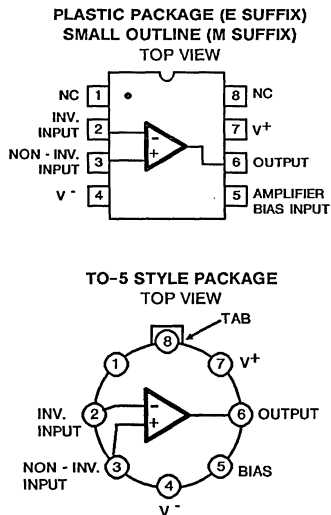 PLASTIC PACKAGE (E SUFFIX)
SMALL OUTLINE (M SUFFIX)
TOP VIEW
NC 1 8 NC
INV.
INPUT 2 - 7 V+
NON - INV.
INPUT 3 + 6 OUTPUT
V - 4 5 AMPLIFIER
BIAS INPUT
TO-5 STYLE PACKAGE
TOP VIEW
TAB
8
1 7 V+
INV.
INPUT 2 - 6 OUTPUT
+
NON - INV.
INPUT 3 5 BIAS
4
V -